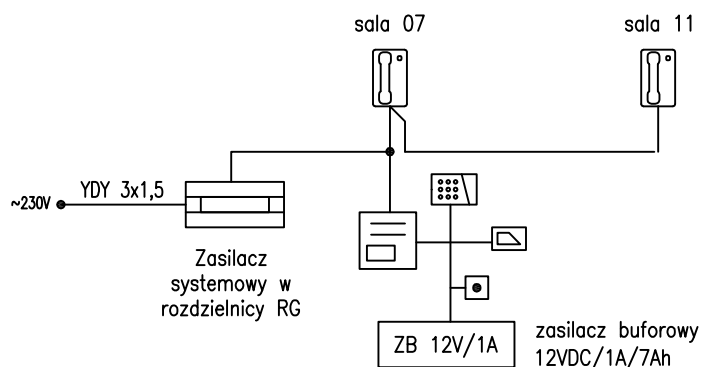 sala 07
sala 11
~230V
YDY 3x1,5
Zasilacz
systemowy w
rozdzielnicy RG
ZB 12V/1A
zasilacz buforowy
12VDC/1A/7Ah